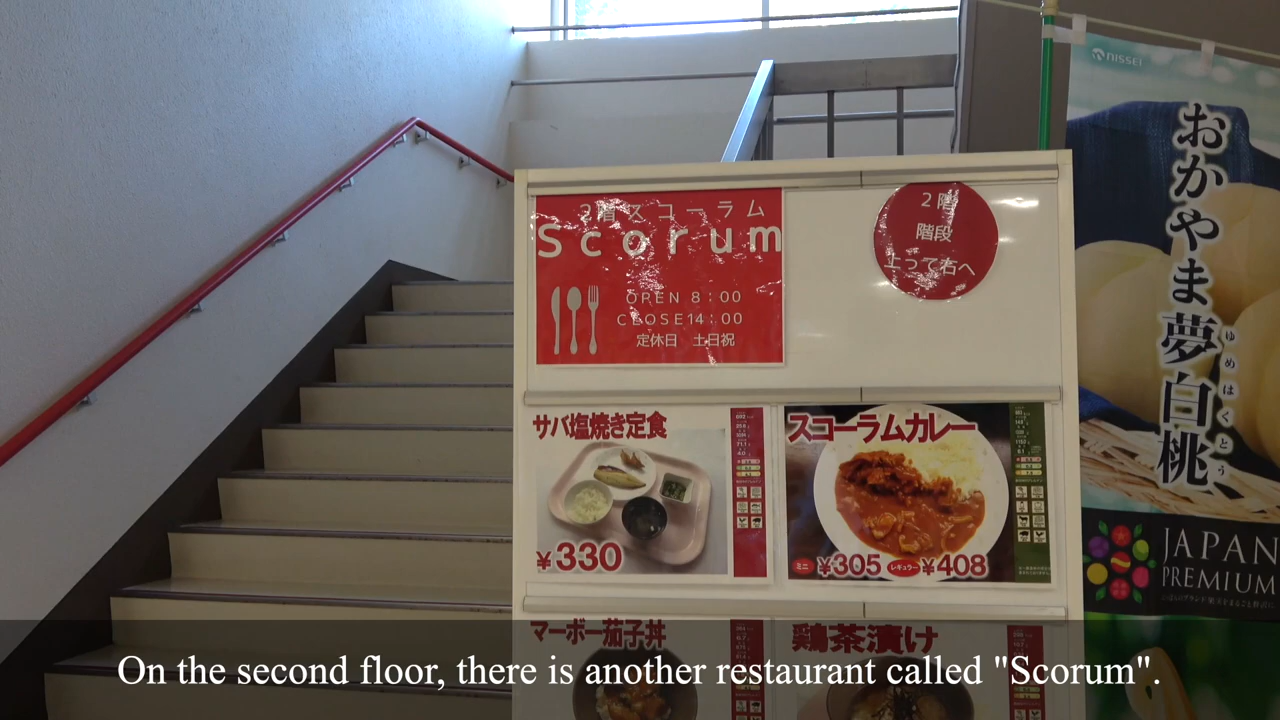 2階スコーラム
Scorum
OPEN 8:00
CLOSE14:00
定休日 土日祝
2階
階段
上って右へ
サバ塩焼き定食
¥330
スコーラムカレー
ミニ ¥305 レギュラー ¥408
マーボー茄子丼
鶏茶漬け
NISSEI
おかやま夢白桃、
ゆめはくとう
JAPAN
PREMIUM
On the second floor, there is another restaurant called "Scorum".